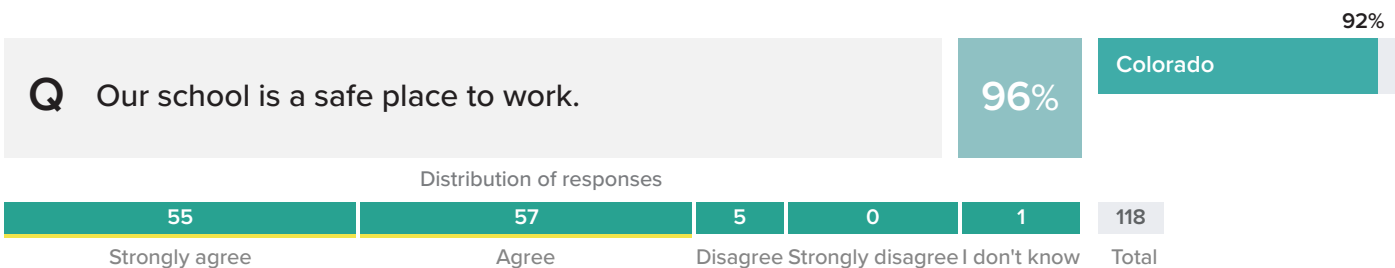 92%
Q Our school is a safe place to work.
96%
Colorado
Distribution of responses
55 57 5 0 1 118
Strongly agree Agree Disagree Strongly disagree I don't know Total